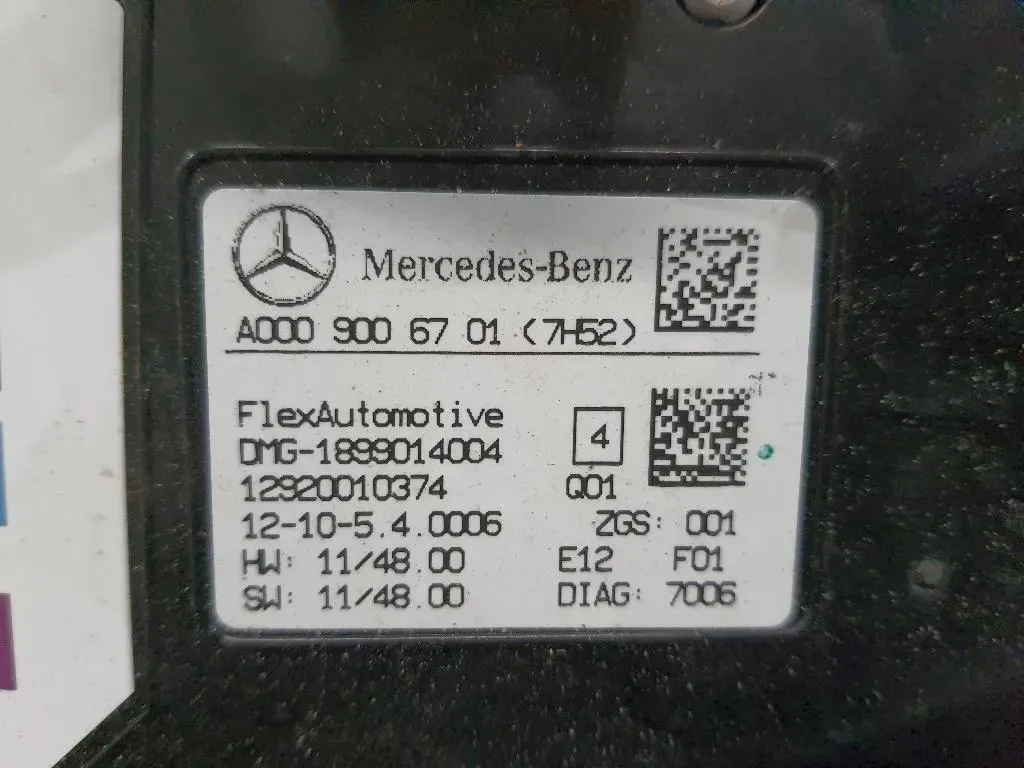 Mercedes-Benz
A000 900 67 01 (7H52)
FlexAutomotive
DMG-1899014004
4
12920010374
Q01
12-10-5.4.0006
ZGS: 001
HW: 11/48.00
E12
F01
SW: 11/48.00
DIAG: 7006